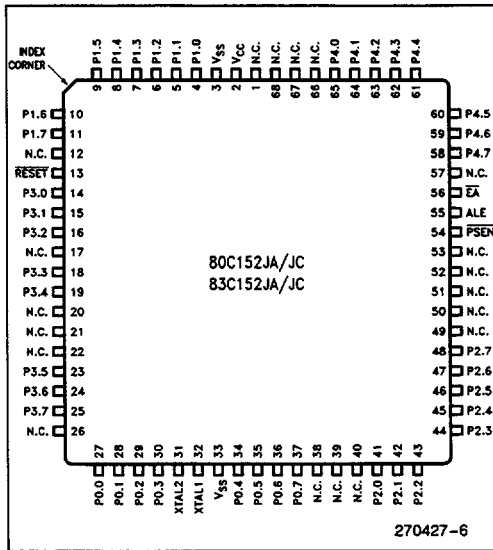 INDEX
CORNER
P1.5 P1.4 P1.3 P1.2 P1.1 P1.0 VSS VCC N.C. N.C. N.C. N.C. P4.0 P4.1 P4.2 P4.3 P4.4
9 8 7 6 5 4 3 2 1 68 67 66 65 64 63 62 61
P1.6 10
P1.7 11
N.C. 12
RESET 13
P3.0 14
P3.1 15
P3.2 16
N.C. 17
P3.3 18
P3.4 19
N.C. 20
N.C. 21
N.C. 22
P3.5 23
P3.6 24
P3.7 25
N.C. 26
80C152JA/JC
83C152JA/JC
60 P4.5
59 P4.6
58 P4.7
57 N.C.
56 EA
55 ALE
54 PSEN
53 N.C.
52 N.C.
51 N.C.
50 N.C.
49 N.C.
48 P2.7
47 P2.6
46 P2.5
45 P2.4
44 P2.3
27 28 29 30 31 32 33 34 35 36 37 38 39 40 41 42 43
P0.0 P0.1 P0.2 P0.3 XTAL2 XTAL1 VSS P0.4 P0.5 P0.6 P0.7 N.C. N.C. N.C. P2.0 P2.1 P2.2
270427-6